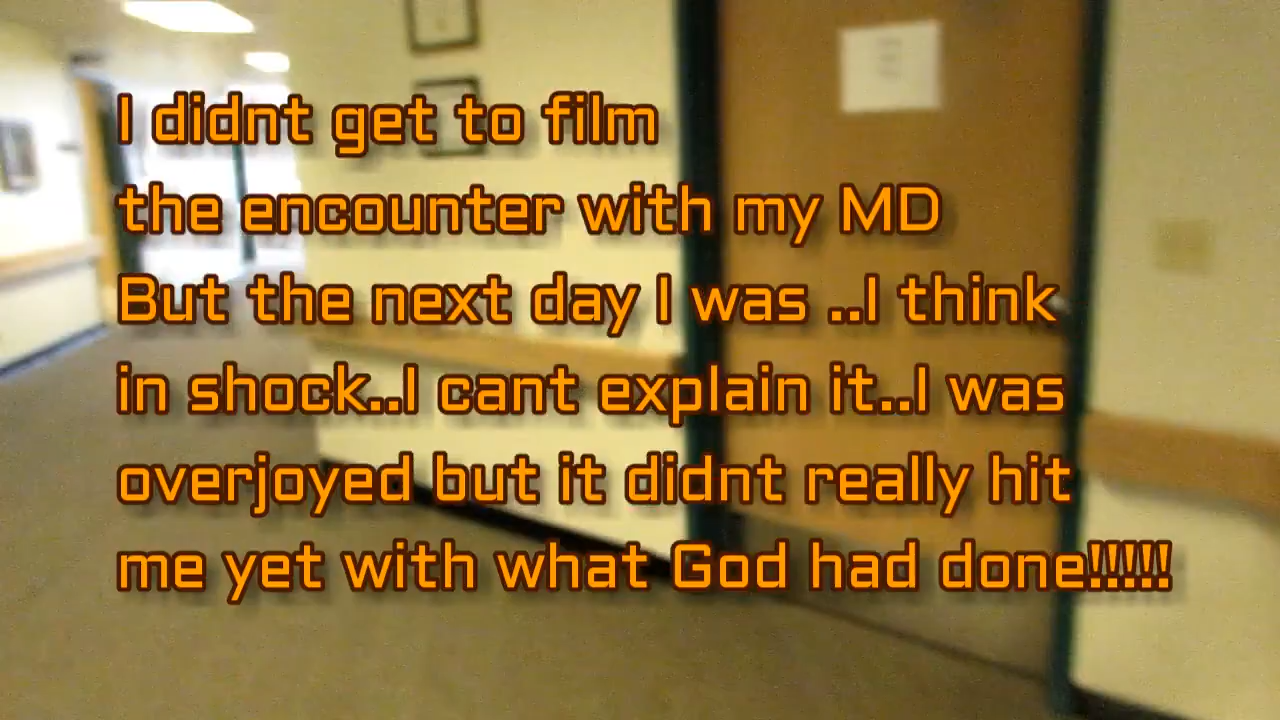 I didnt get to film
the encounter with my MD
But the next day I was ..I think
in shock..I cant explain it..I was
overjoyed but it didnt really hit
me yet with what God had done!!!!!